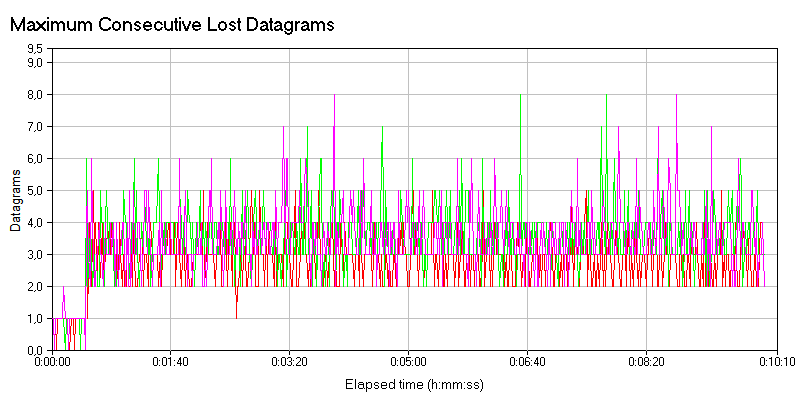 Maximum Consecutive Lost Datagrams
9,5
9,0
8,0
7,0
6,0
5,0
4,0
3,0
2,0
1,0
0,0
Datagrams
0:00:00 0:01:40 0:03:20 0:05:00 0:06:40 0:08:20 0:10:10
Elapsed time (h:mm:ss)